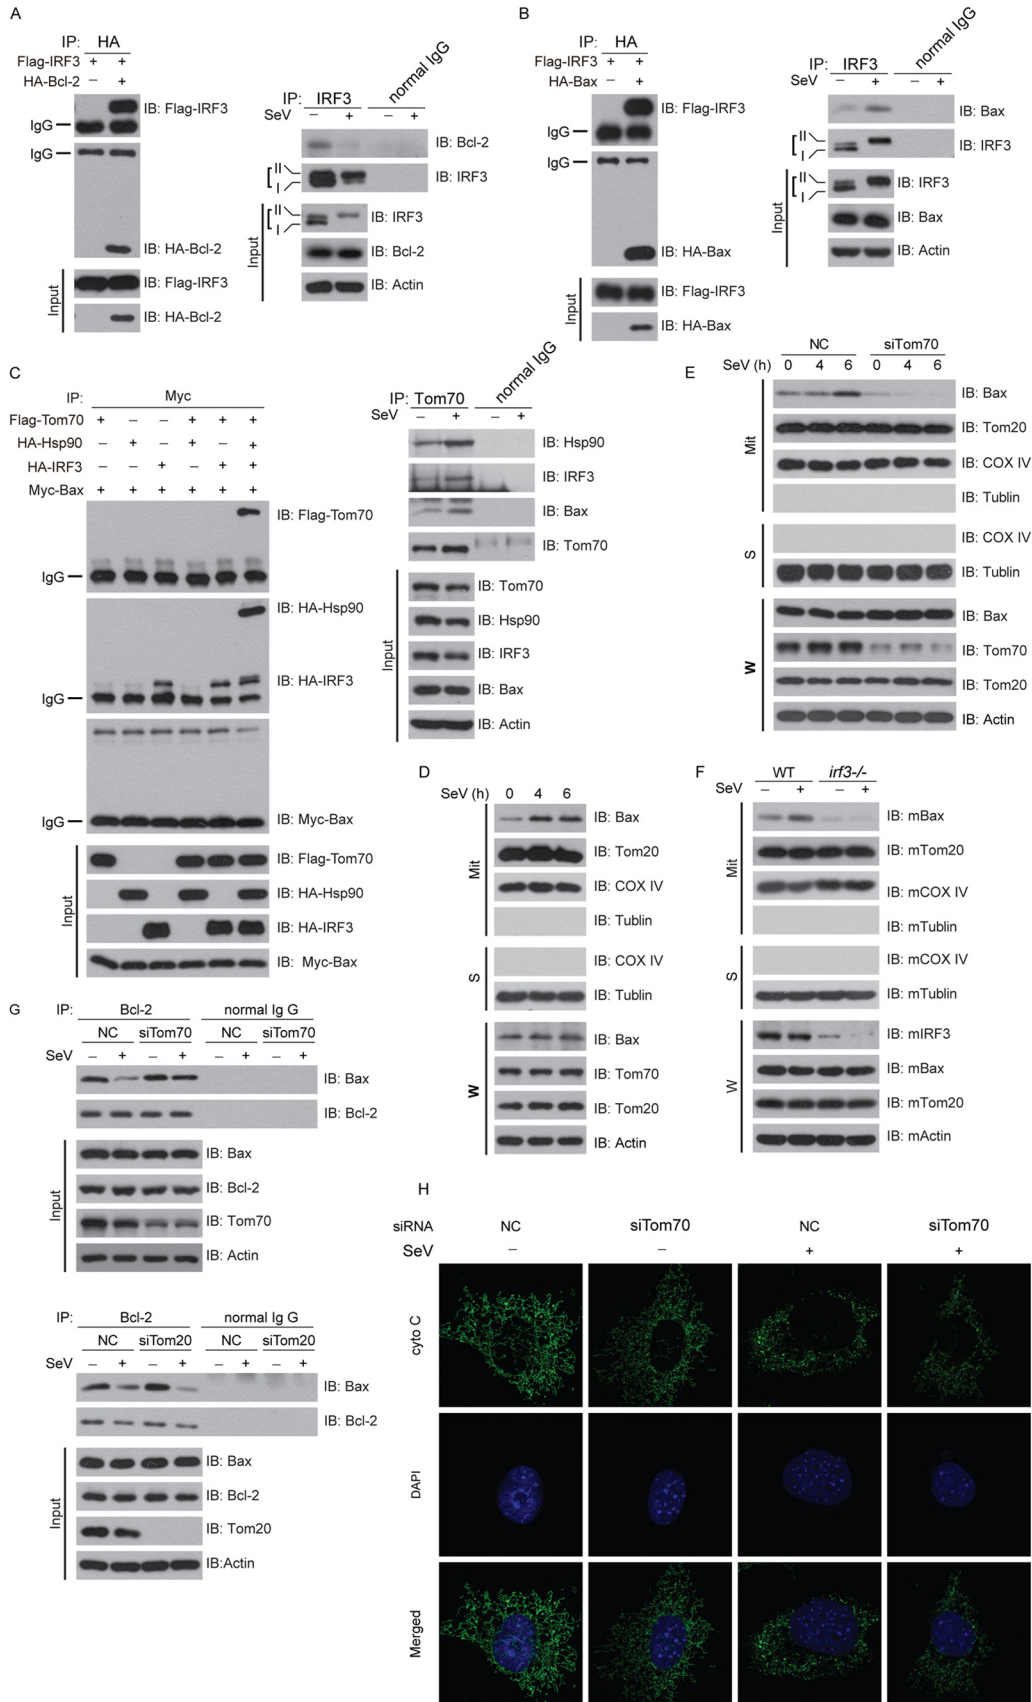 A
IP: HA
Flag-IRF3 + +
HA-Bcl-2 – +
IB: Flag-IRF3
IgG
IgG
IB: HA-Bcl-2
Input
IB: Flag-IRF3
IB: HA-Bcl-2
IP: IRF3 normal IgG
SeV – + – +
IB: Bcl-2
II
I
IB: IRF3
Input
II
I
IB: IRF3
IB: Bcl-2
IB: Actin
B
IP: HA
Flag-IRF3 + +
HA-Bax – +
IB: Flag-IRF3
IgG
IgG
IB: HA-Bax
Input
IB: Flag-IRF3
IB: HA-Bax
IP: IRF3 normal IgG
SeV – + – +
IB: Bax
II
I
IB: IRF3
Input
II
I
IB: IRF3
IB: Bax
IB: Actin
C
IP: Myc
Flag-Tom70 + – – + + +
HA-Hsp90 – + – + – +
HA-IRF3 – – + – + +
Myc-Bax + + + + + +
IB: Flag-Tom70
IgG
IB: HA-Hsp90
IB: HA-IRF3
IgG
IgG
IB: Myc-Bax
Input
IB: Flag-Tom70
IB: HA-Hsp90
IB: HA-IRF3
IB: Myc-Bax
IP: Tom70 normal IgG
SeV – + – +
IB: Hsp90
IB: IRF3
IB: Bax
IB: Tom70
Input
IB: Tom70
IB: Hsp90
IB: IRF3
IB: Bax
IB: Actin
D
SeV (h) 0 4 6
Mit
IB: Bax
IB: Tom20
IB: COX IV
IB: Tublin
S
IB: COX IV
IB: Tublin
W
IB: Bax
IB: Tom70
IB: Tom20
IB: Actin
E
NC siTom70
SeV (h) 0 4 6 0 4 6
Mit
IB: Bax
IB: Tom20
IB: COX IV
IB: Tublin
S
IB: COX IV
IB: Tublin
W
IB: Bax
IB: Tom70
IB: Tom20
IB: Actin
F
WT irf3-/-
SeV – + – +
Mit
IB: mBax
IB: mTom20
IB: mCOX IV
IB: mTublin
S
IB: mCOX IV
IB: mTublin
W
IB: mIRF3
IB: mBax
IB: mTom20
IB: mActin
G
IP: Bcl-2 normal Ig G
NC siTom70 NC siTom70
SeV – + – + – + – +
IB: Bax
IB: Bcl-2
Input
IB: Bax
IB: Bcl-2
IB: Tom70
IB: Actin
IP: Bcl-2 normal Ig G
NC siTom20 NC siTom20
SeV – + – + – + – +
IB: Bax
IB: Bcl-2
Input
IB: Bax
IB: Bcl-2
IB: Tom20
IB:Actin
H
siRNA NC siTom70 NC siTom70
SeV – – + +
cyto C
DAPI
Merged